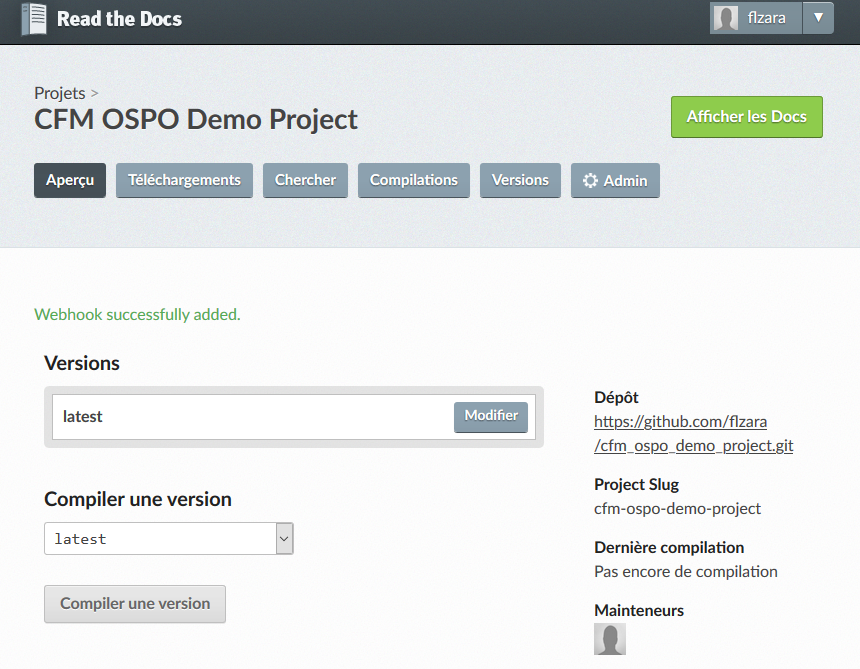 Read the Docs
flzara
Projets >
CFM OSPO Demo Project
Afficher les Docs
Aperçu
Téléchargements
Chercher
Compilations
Versions
Admin
Webhook successfully added.
Versions
latest
Modifier
Compiler une version
latest
Compiler une version
Dépôt
https://github.com/flzara
/cfm_ospo_demo_project.git
Project Slug
cfm-ospo-demo-project
Dernière compilation
Pas encore de compilation
Mainteneurs